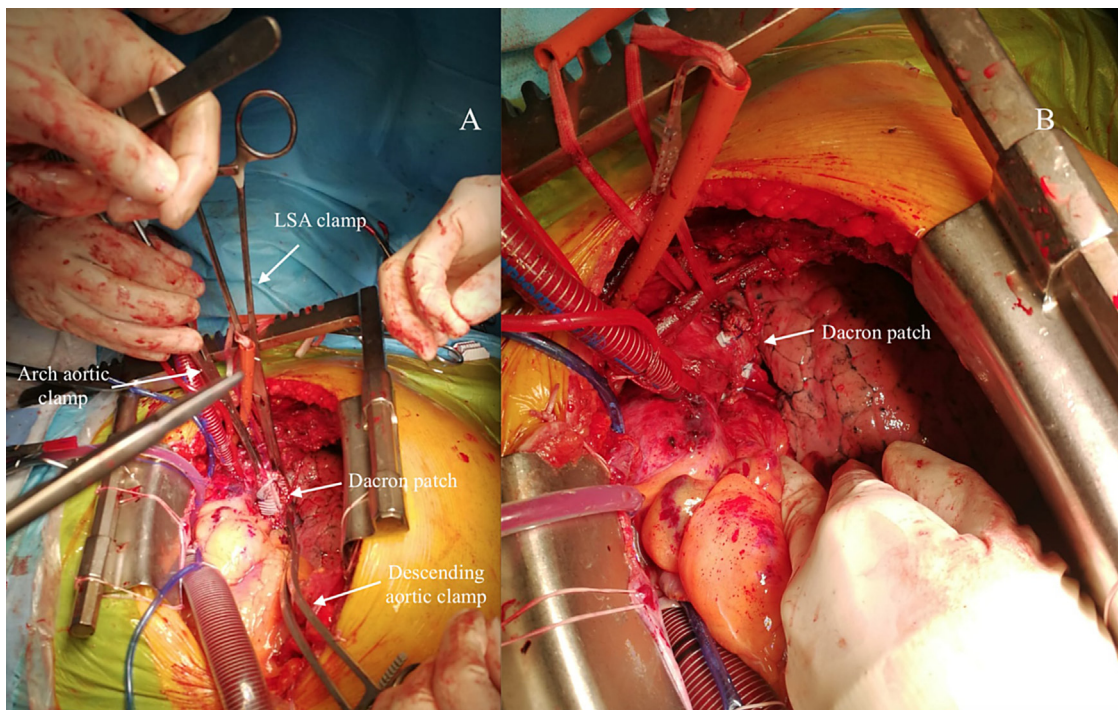 A
LSA clamp
Arch aortic
clamp
Dacron patch
Descending
aortic clamp
B
Dacron patch